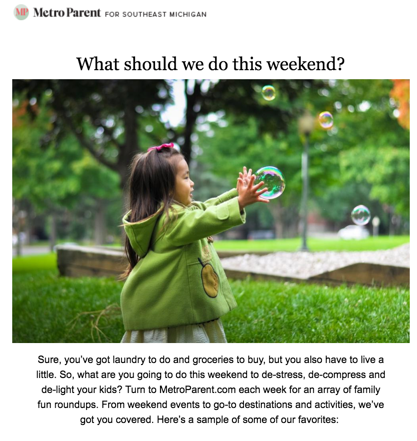 MP Metro Parent FOR SOUTHEAST MICHIGAN
What should we do this weekend?
Sure, you've got laundry to do and groceries to buy, but you also have to live a
little. So, what are you going to do this weekend to de-stress, de-compress and
de-light your kids? Turn to MetroParent.com each week for an array of family
fun roundups. From weekend events to go-to destinations and activities, we've
got you covered. Here's a sample of some of our favorites: